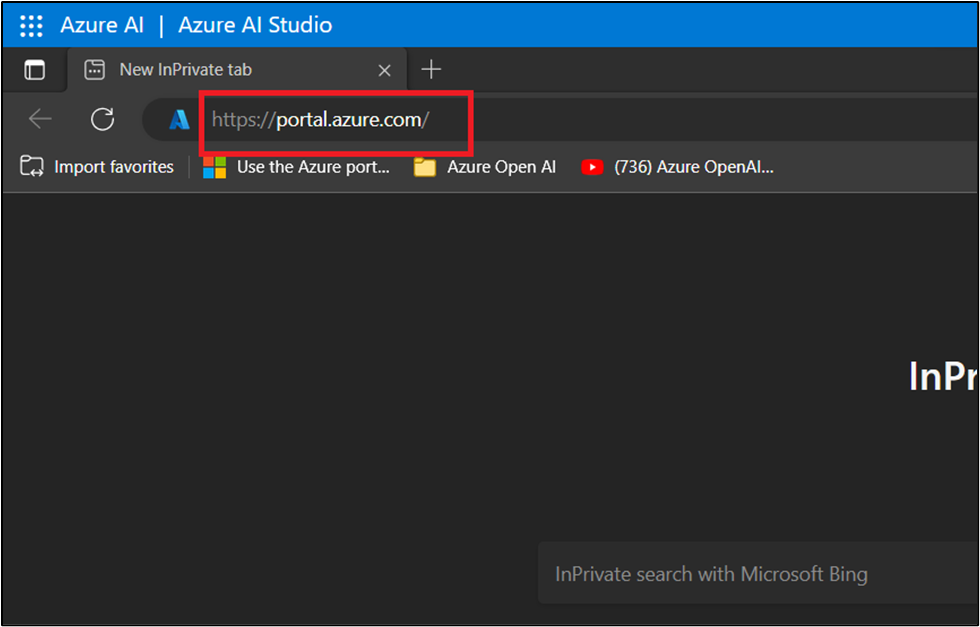 Azure AI | Azure AI Studio
New InPrivate tab
https://portal.azure.com/
Import favorites Use the Azure port... Azure Open AI (736) Azure OpenAI...
InPr
InPrivate search with Microsoft Bing